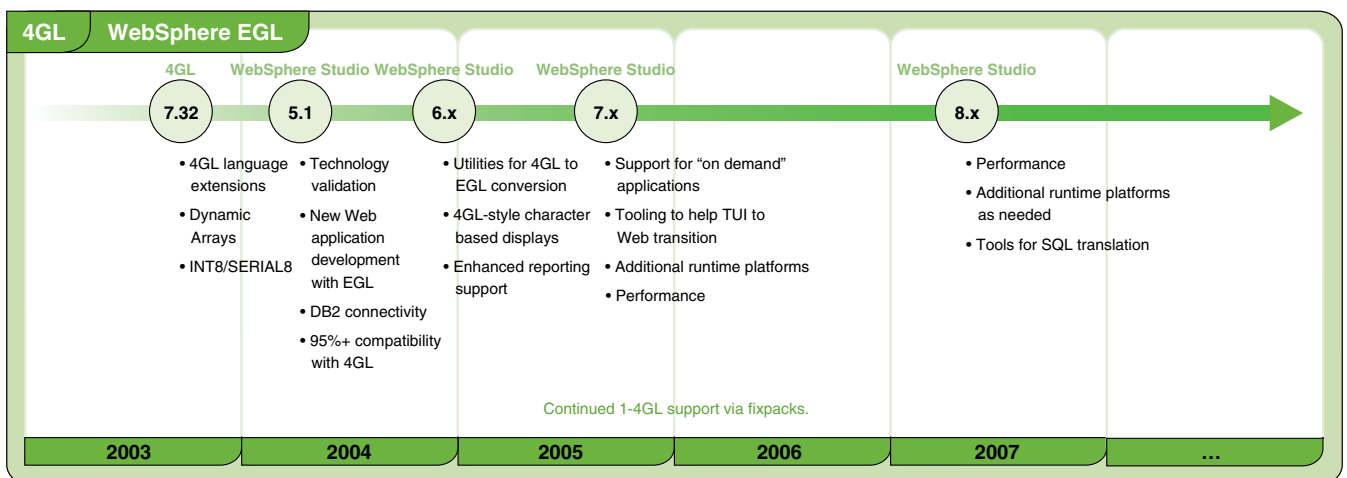 4GL
WebSphere EGL
4GL
WebSphere Studio
WebSphere Studio
WebSphere Studio
WebSphere Studio
7.32
5.1
6.x
7.x
8.x
• 4GL language
extensions
• Dynamic
Arrays
• INT8/SERIAL8
• Technology
validation
• New Web
application
development
with EGL
• DB2 connectivity
• 95%+ compatibility
with 4GL
• Utilities for 4GL to
EGL conversion
• 4GL-style character
based displays
• Enhanced reporting
support
• Support for “on demand”
applications
• Tooling to help TUI to
Web transition
• Additional runtime platforms
• Performance
• Performance
• Additional runtime platforms
as needed
• Tools for SQL translation
Continued 1-4GL support via fixpacks.
2003
2004
2005
2006
2007
...